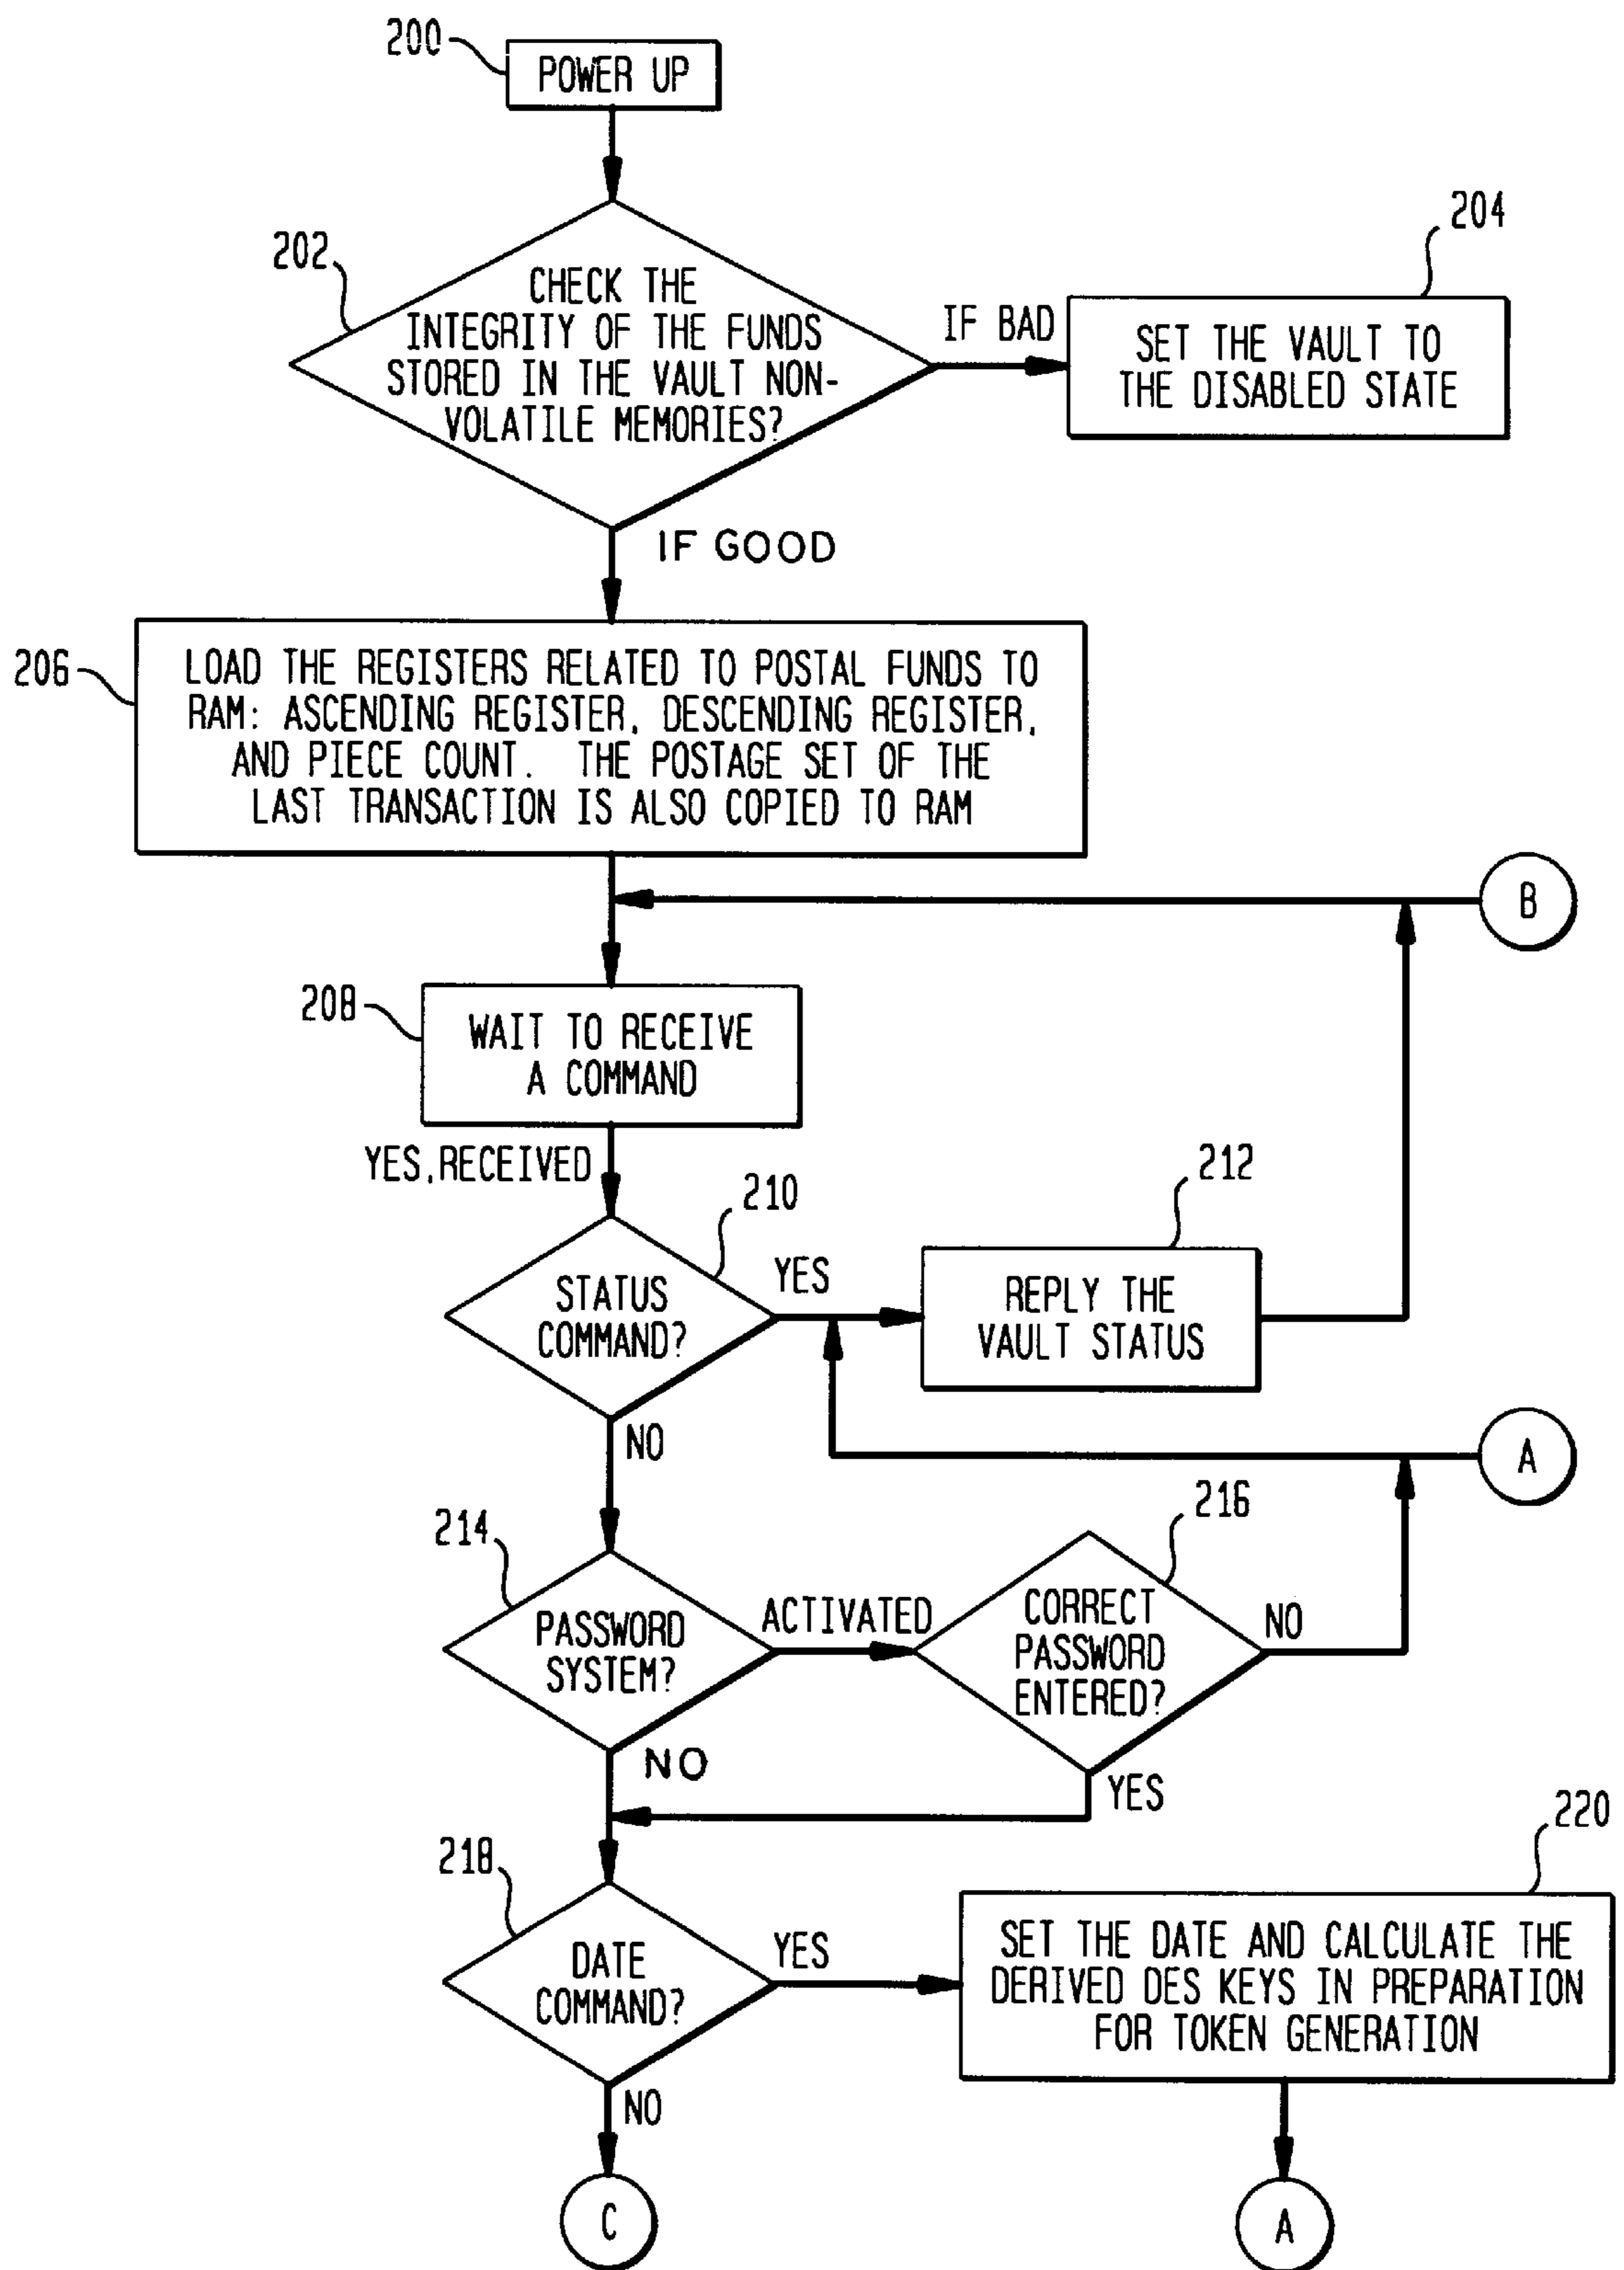 200
POWER UP
202
CHECK THE
INTEGRITY OF THE FUNDS
STORED IN THE VAULT NON-
VOLATILE MEMORIES?
IF BAD
204
SET THE VAULT TO
THE DISABLED STATE
IF GOOD
206
LOAD THE REGISTERS RELATED TO POSTAL FUNDS TO
RAM: ASCENDING REGISTER, DESCENDING REGISTER,
AND PIECE COUNT. THE POSTAGE SET OF THE
LAST TRANSACTION IS ALSO COPIED TO RAM
B
208
WAIT TO RECEIVE
A COMMAND
YES,RECEIVED
210
STATUS
COMMAND?
YES
212
REPLY THE
VAULT STATUS
NO
A
214
PASSWORD
SYSTEM?
ACTIVATED
216
CORRECT
PASSWORD
ENTERED?
NO
NO
YES
218
DATE
COMMAND?
YES
220
SET THE DATE AND CALCULATE THE
DERIVED DES KEYS IN PREPARATION
FOR TOKEN GENERATION
NO
C
A